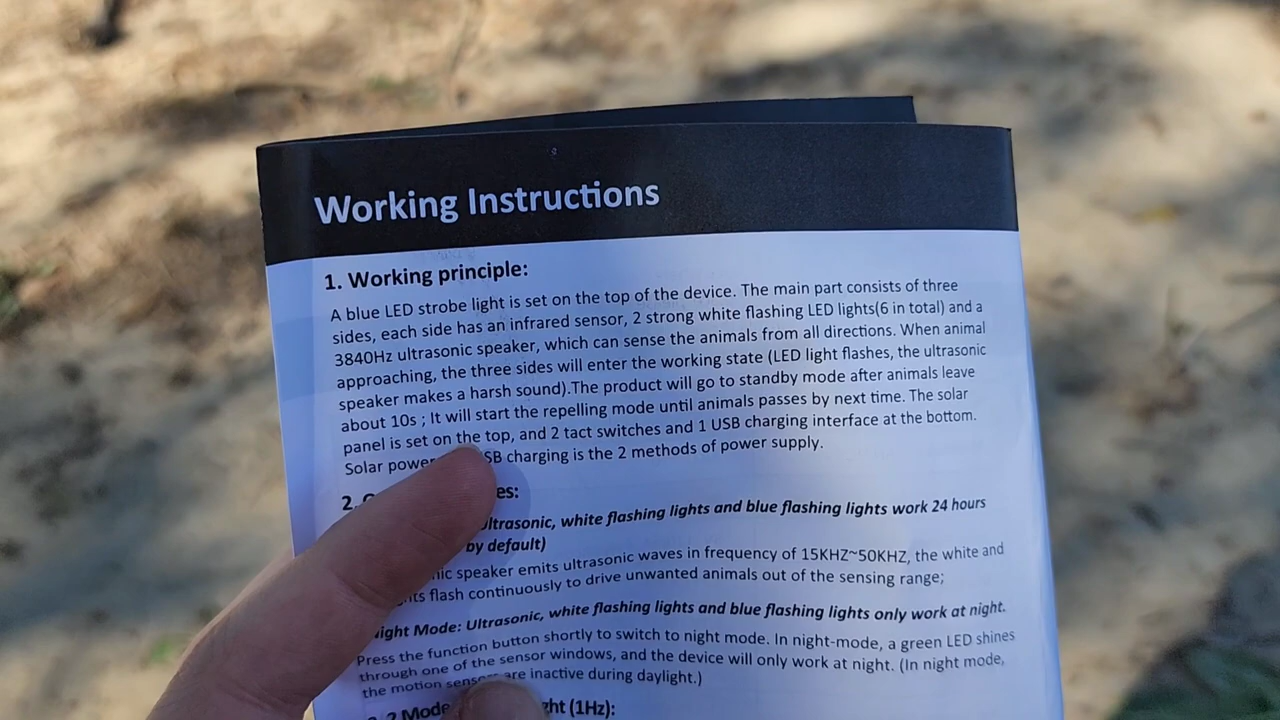 Working Instructions
1. Working principle:
A blue LED strobe light is set on the top of the device. The main part consists of three
sides, each side has an infrared sensor, 2 strong white flashing LED lights(6 in total) and a
3840Hz ultrasonic speaker, which can sense the animals from all directions. When animal
approaching, the three sides will enter the working state (LED light flashes, the ultrasonic
speaker makes a harsh sound).The product will go to standby mode after animals leave
about 10s ; It will start the repelling mode until animals passes by next time. The solar
panel is set on the top, and 2 tact switches and 1 USB charging interface at the bottom.
Solar power SB charging is the 2 methods of power supply.
2. es:
ltrasonic, white flashing lights and blue flashing lights work 24 hours
by default)
ic speaker emits ultrasonic waves in frequency of 15KHZ~50KHZ, the white and
ts flash continuously to drive unwanted animals out of the sensing range;
ight Mode: Ultrasonic, white flashing lights and blue flashing lights only work at night.
Press the function button shortly to switch to night mode. In night-mode, a green LED shines
through one of the sensor windows, and the device will only work at night. (In night mode,
the motion sensors are inactive during daylight.)
2 Mode ght (1Hz):